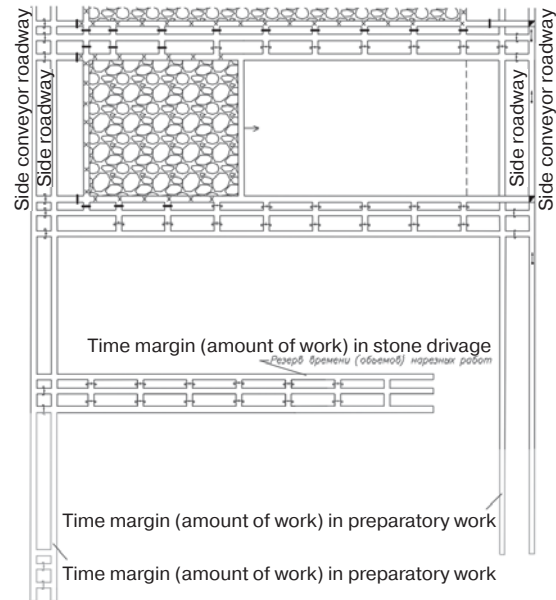 Side conveyor roadway
Side roadway
Side roadway
Side conveyor roadway
Time margin (amount of work) in stone drivage
Резерв времени (объемов) нарезных работ
Time margin (amount of work) in preparatory work
Time margin (amount of work) in preparatory work